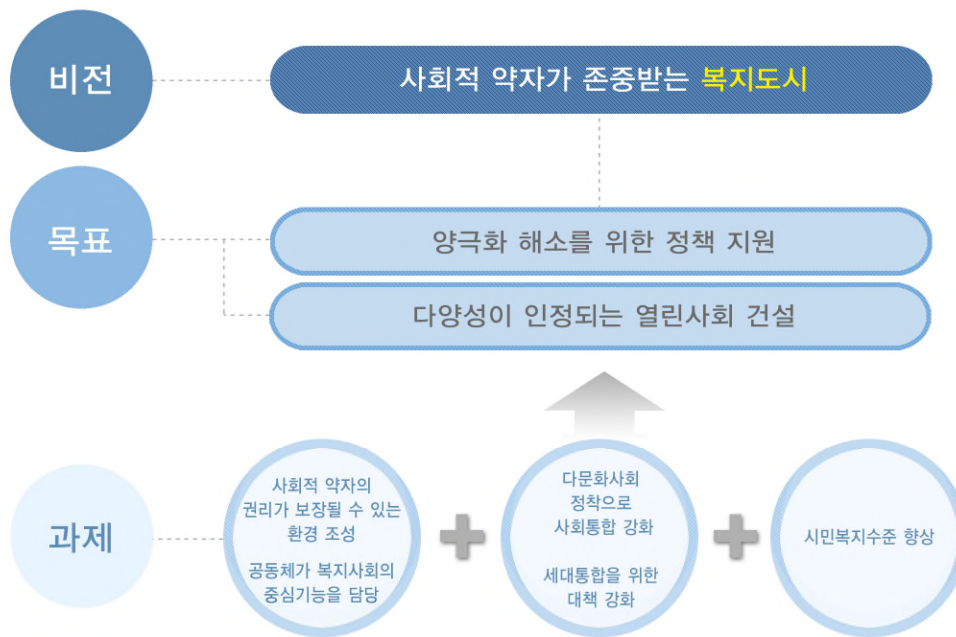 비전
사회적 약자가 존중받는 복지도시
목표
양극화 해소를 위한 정책 지원
다양성이 인정되는 열린사회 건설
과제
사회적 약자의
권리가 보장될 수 있는
환경 조성
공동체가 복지사회의
중심기능을 담당
다문화사회
정착으로
사회통합 강화
세대통합을 위한
대책 강화
시민복지수준 향상